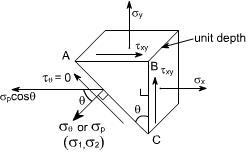 σy
unit depth
τxy
A
B
τθ = 0
τxy
σx
σpcosθ
θ
θ
σθ or σp
(σ1,σ2)
C